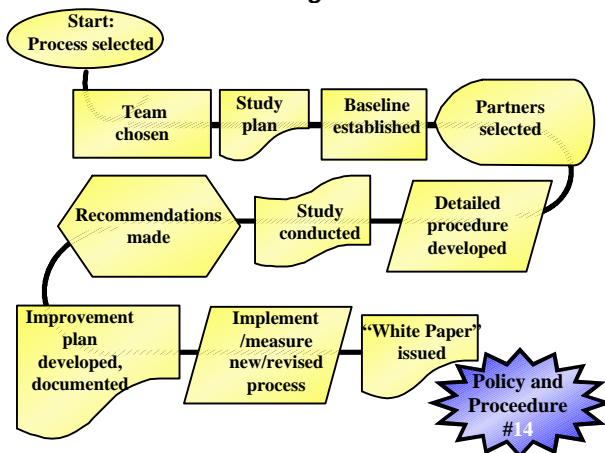 Start:
Process selected
Team
chosen
Study
plan
Baseline
established
Partners
selected
Detailed
procedure
developed
Study
conducted
Recommendations
made
Improvement
plan
developed,
documented
Implement
/measure
new/revised
process
“White Paper”
issued
Policy and
Proceedure
#14